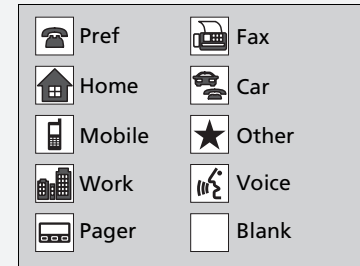 Pref
Fax
Home
Car
Mobile
Other
Work
Voice
Pager
Blank